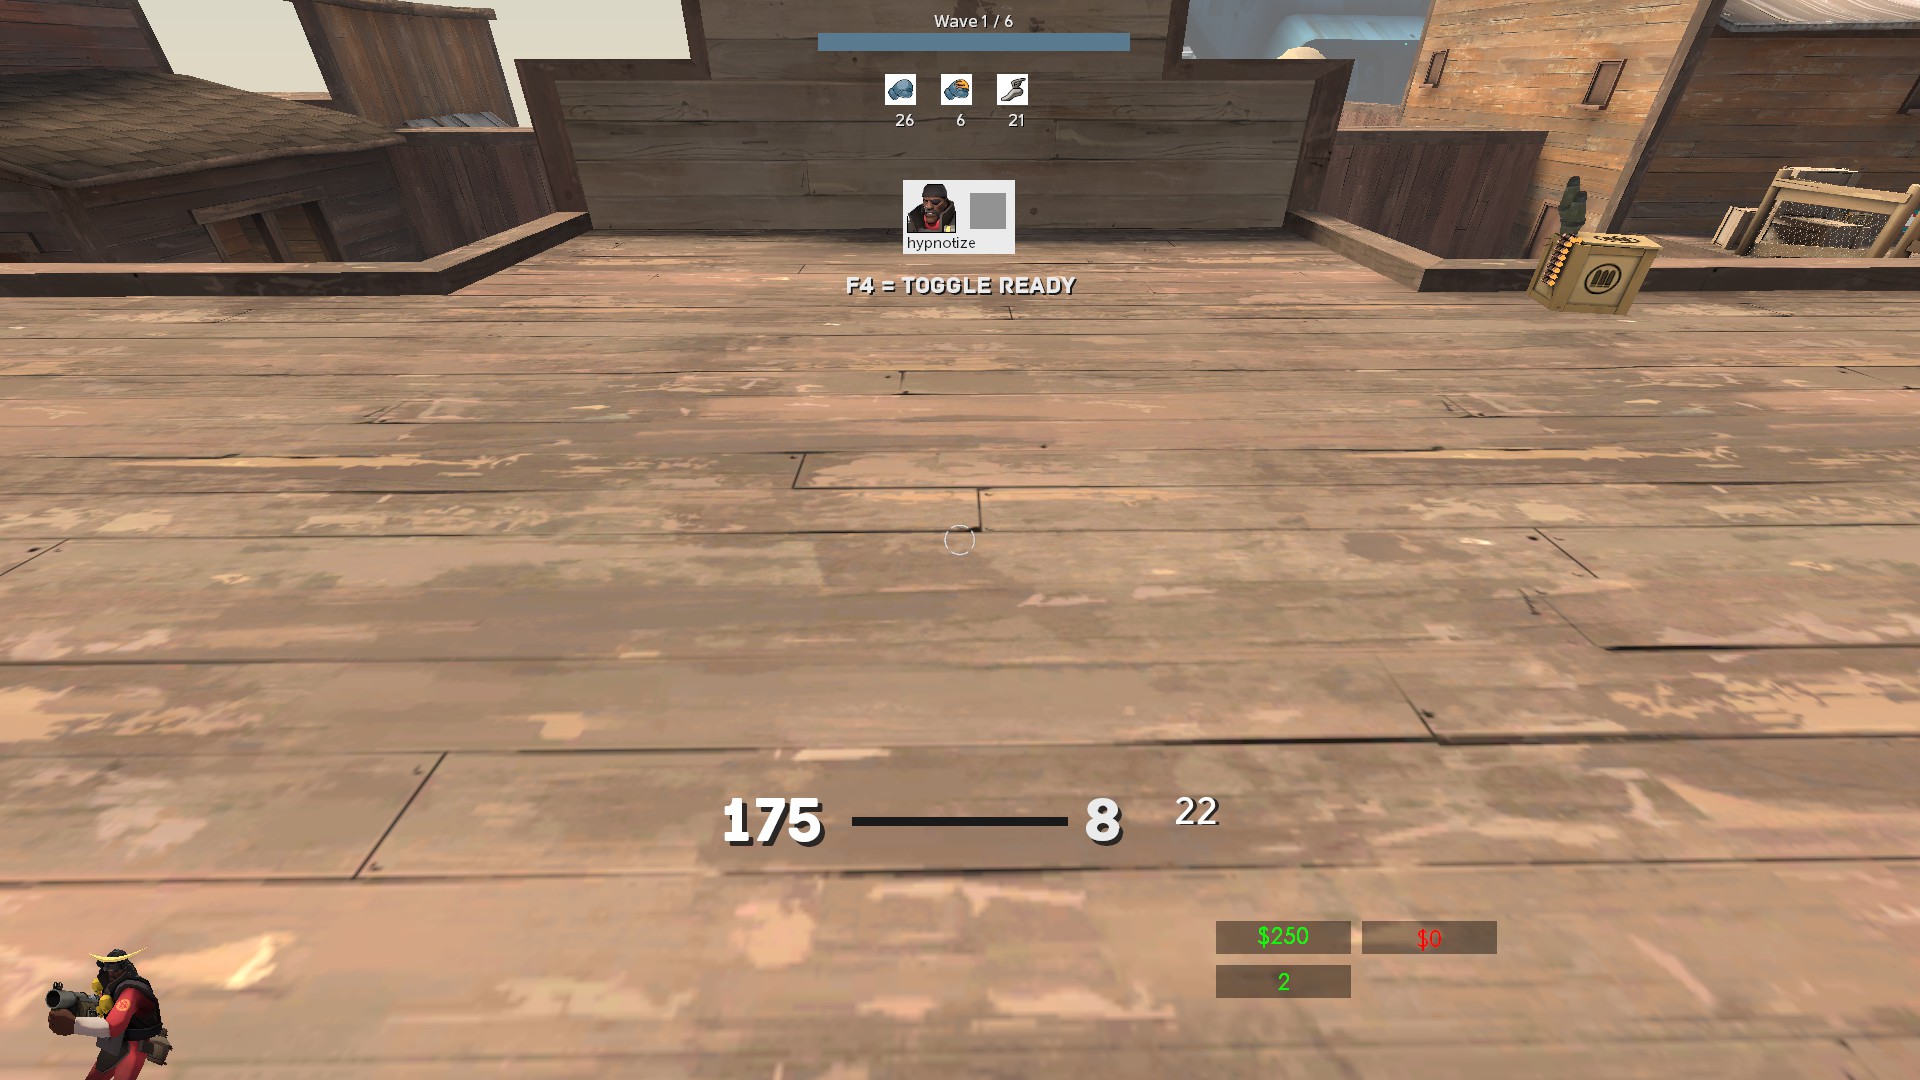 Wave 1 / 6
26 6 21
hypnotize
F4 = TOGGLE READY
175 8 22
$250 $0
2